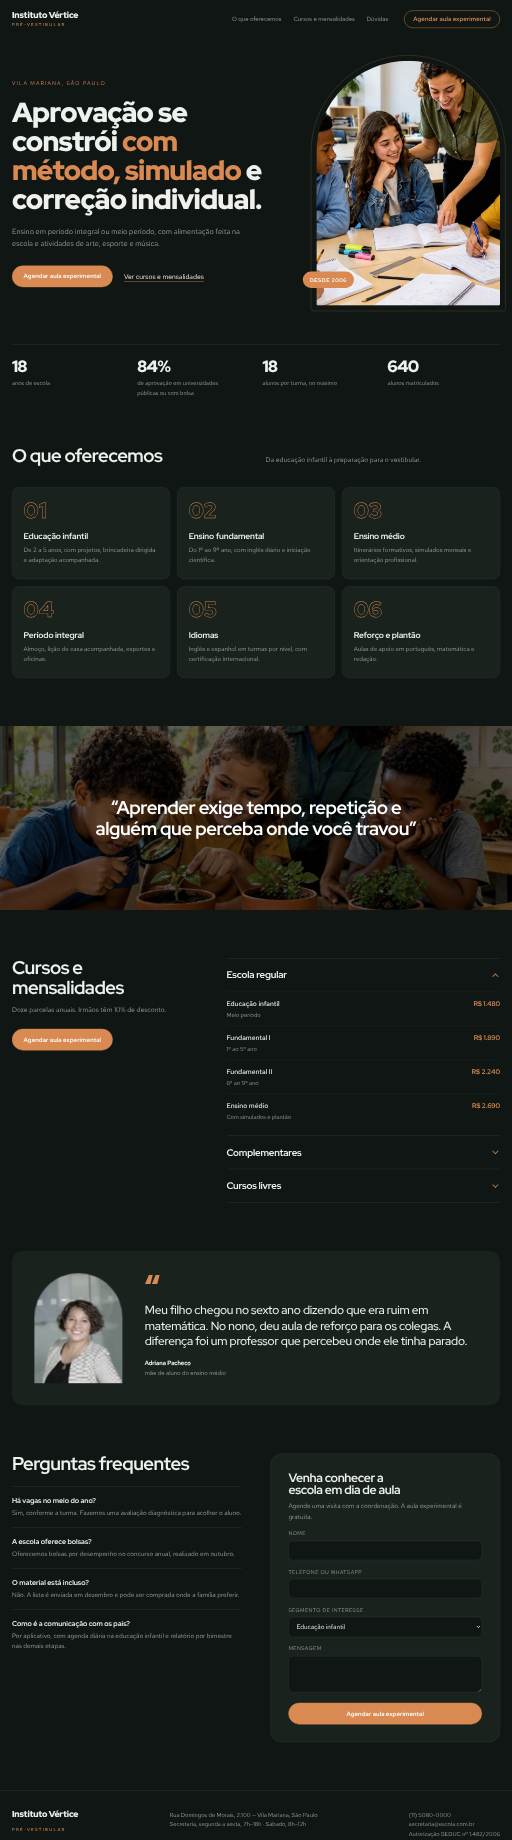 Instituto Vértice
PRÉ-VESTIBULAR
O que oferecemos
Cursos e mensalidades
Dúvidas
Agendar aula experimental
VILA MARIANA, SÃO PAULO
Aprovação se
constrói com
método, simulado e
correção individual.
Ensino em período integral ou meio período, com alimentação feita na
escola e atividades de arte, esporte e música.
Agendar aula experimental
Ver cursos e mensalidades
DESDE 2006
18
anos de escola
84%
de aprovação em universidades
públicas ou com bolsa
18
alunos por turma, no máximo
640
alunos matriculados
O que oferecemos
Da educação infantil à preparação para o vestibular.
01
Educação infantil
De 2 a 5 anos, com projetos, brincadeira dirigida
e adaptação acompanhada.
02
Ensino fundamental
Do 1º ao 9º ano, com inglês diário e iniciação
científica.
03
Ensino médio
Itinerários formativos, simulados mensais e
orientação profissional.
04
Período integral
Almoço, lição de casa acompanhada, esportes e
oficinas.
05
Idiomas
Inglês e espanhol em turmas por nível, com
certificação internacional.
06
Reforço e plantão
Aulas de apoio em português, matemática e
redação.
“Aprender exige tempo, repetição e
alguém que perceba onde você travou”
Cursos e
mensalidades
Doze parcelas anuais. Irmãos têm 10% de desconto.
Agendar aula experimental
Escola regular
Educação infantil
R$ 1.480
Meio período
Fundamental I
R$ 1.890
1º ao 5º ano
Fundamental II
R$ 2.240
6º ao 9º ano
Ensino médio
R$ 2.690
Com simulados e plantão
Complementares
Cursos livres
“
Meu filho chegou no sexto ano dizendo que era ruim em
matemática. No nono, deu aula de reforço para os colegas. A
diferença foi um professor que percebeu onde ele tinha parado.
Adriana Pacheco
mãe de aluno do ensino médio
Perguntas frequentes
Há vagas no meio do ano?
Sim, conforme a turma. Fazemos uma avaliação diagnóstica para acolher o aluno.
A escola oferece bolsas?
Oferecemos bolsas por desempenho no concurso anual, realizado em outubro.
O material está incluso?
Não. A lista é enviada em dezembro e pode ser comprada onde a família preferir.
Como é a comunicação com os pais?
Por aplicativo, com agenda diária na educação infantil e relatório por bimestre
nas demais etapas.
Venha conhecer a
escola em dia de aula
Agende uma visita com a coordenação. A aula experimental é
gratuita.
NOME
TELEFONE OU WHATSAPP
SEGMENTO DE INTERESSE
Educação infantil
MENSAGEM
Agendar aula experimental
Instituto Vértice
PRÉ-VESTIBULAR
Rua Domingos de Morais, 2.100 — Vila Mariana, São Paulo
Secretaria, segunda a sexta, 7h–18h · Sábado, 8h–12h
(11) 5080-0000
secretaria@escola.com.br
Autorização SEDUC nº 1.482/2006